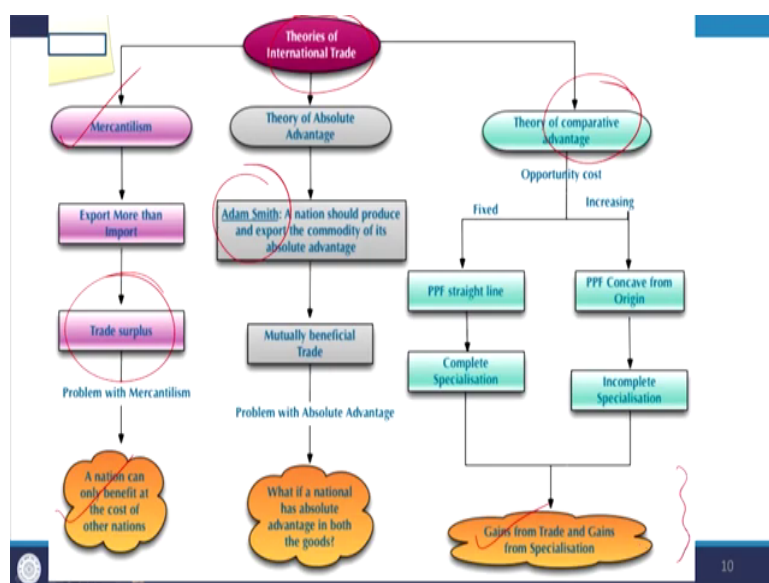 Theories of
International Trade
Mercantilism
Theory of Absolute
Advantage
Theory of comparative
advantage
Opportunity cost
Fixed
Increasing
Export More than
Import
Adam Smith: A nation should produce
and export the commodity of its
absolute advantage
PPF straight line
PPF Concave from
Origin
Trade surplus
Mutually beneficial
Trade
Complete
Specialisation
Incomplete
Specialisation
Problem with Mercantilism
Problem with Absolute Advantage
A nation can
only benefit at
the cost of
other nations
What if a national
has absolute
advantage in both
the goods?
Gains from Trade and Gains
from Specialisation
10